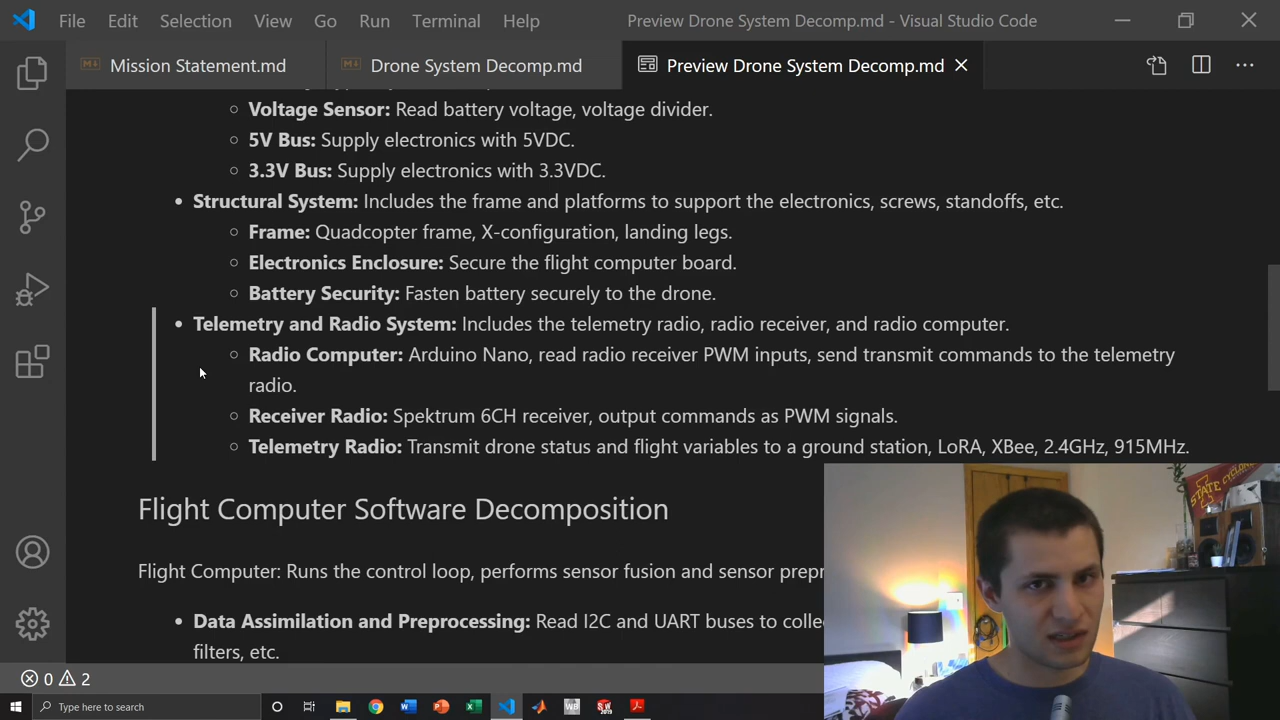 File Edit Selection View Go Run Terminal Help Preview Drone System Decomp.md - Visual Studio Code
Mission Statement.md Drone System Decomp.md Preview Drone System Decomp.md
Voltage Sensor: Read battery voltage, voltage divider.
5V Bus: Supply electronics with 5VDC.
3.3V Bus: Supply electronics with 3.3VDC.
Structural System: Includes the frame and platforms to support the electronics, screws, standoffs, etc.
Frame: Quadcopter frame, X-configuration, landing legs.
Electronics Enclosure: Secure the flight computer board.
Battery Security: Fasten battery securely to the drone.
Telemetry and Radio System: Includes the telemetry radio, radio receiver, and radio computer.
Radio Computer: Arduino Nano, read radio receiver PWM inputs, send transmit commands to the telemetry
radio.
Receiver Radio: Spektrum 6CH receiver, output commands as PWM signals.
Telemetry Radio: Transmit drone status and flight variables to a ground station, LoRA, XBee, 2.4GHz, 915MHz.
Flight Computer Software Decomposition
Flight Computer: Runs the control loop, performs sensor fusion and sensor prepr
Data Assimilation and Preprocessing: Read I2C and UART buses to colle
filters, etc.
STATE CYCLON
0 2
Type here to search